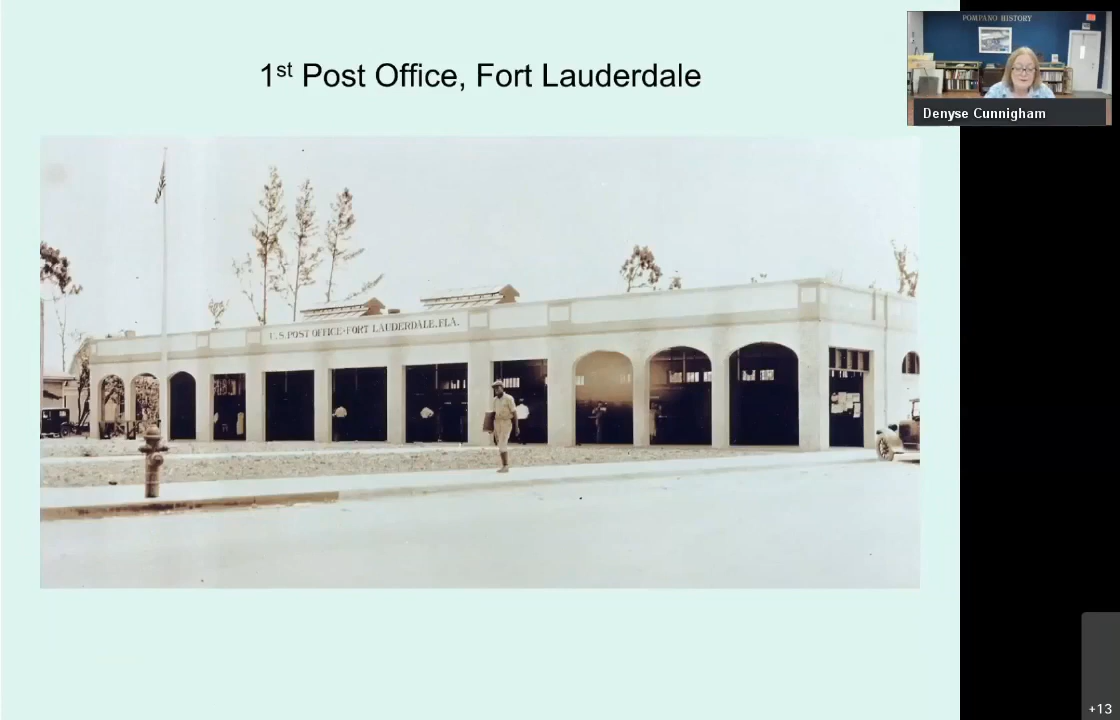 1st Post Office, Fort Lauderdale
POMPANO HISTORY
Denyse Cunnigham
U.S. POST OFFICE · FORT LAUDERDALE, FLA.
+13